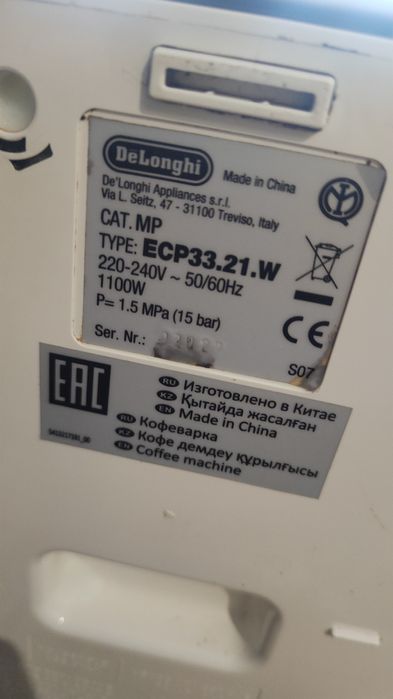 DeLonghi
Made in China
De'Longhi Appliances s.r.l.
Via L. Seitz, 47 - 31100 Treviso, Italy
CAT. MP
TYPE: ECP33.21.W
220-240V ~ 50/60Hz
1100W
P= 1.5 MPa (15 bar)
Ser. Nr.:
CE
S07
EAC
RU Изготовлено в Китае
KZ Қытайда жасалған
EN Made in China
RU Кофеварка
KZ Кофе демдеу құрылғысы
EN Coffee machine